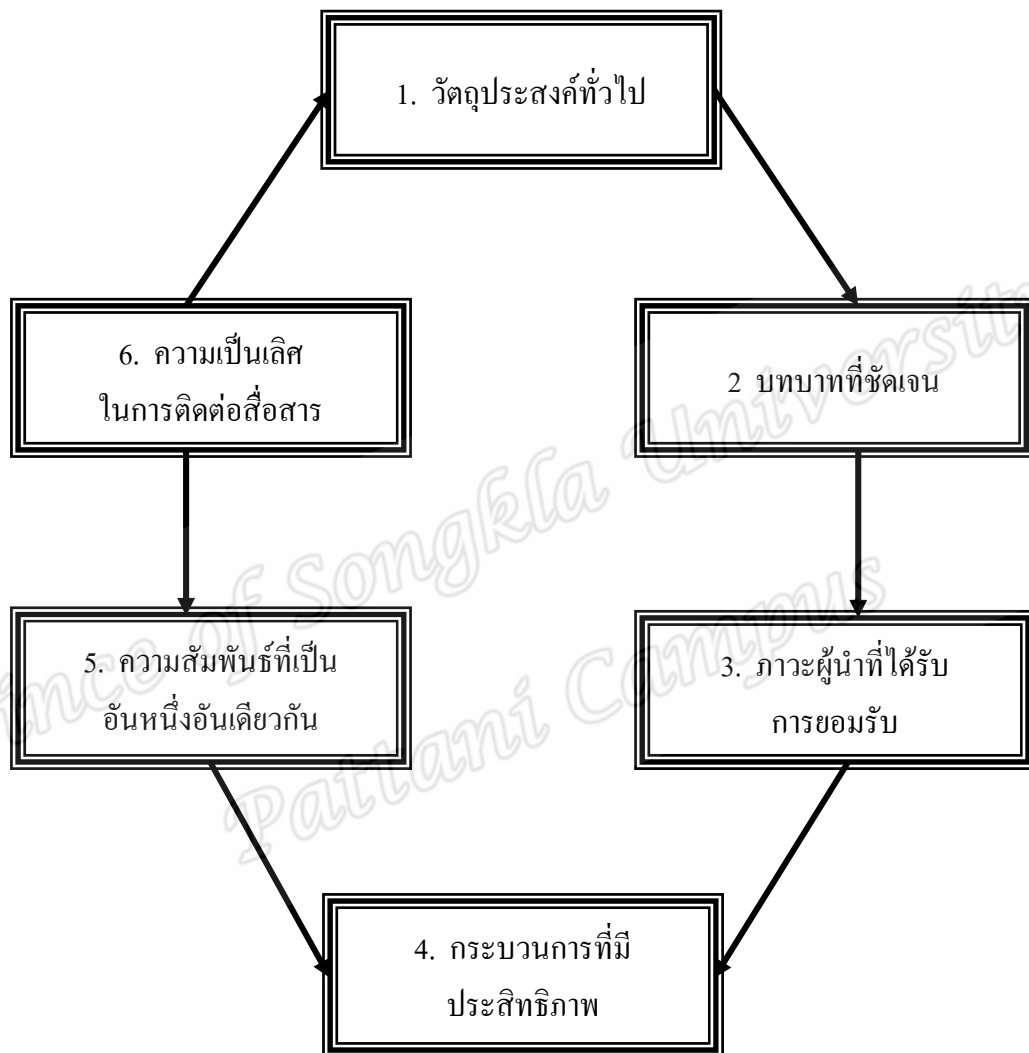 1. วัตถุประสงค์ทั่วไป
2 บทบาทที่ชัดเจน
3. ภาวะผู้นำที่ได้รับ
การยอมรับ
4. กระบวนการที่มี
ประสิทธิภาพ
5. ความสัมพันธ์ที่เป็น
อันหนึ่งอันเดียวกัน
6. ความเป็นเลิศ
ในการติดต่อสื่อสาร
of Songkla
Pattani Campus